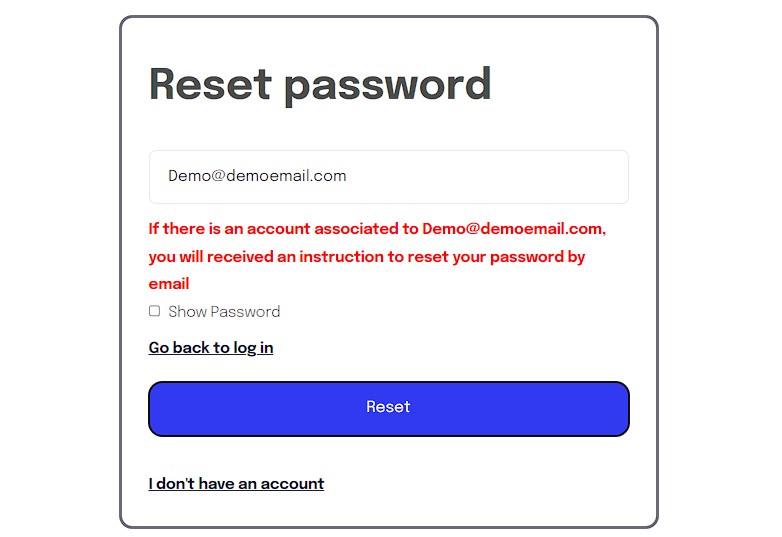 Reset password
Demo@demoemail.com
If there is an account associated to Demo@demoemail.com,
you will received an instruction to reset your password by
email
Show Password
Go back to log in
Reset
I don't have an account